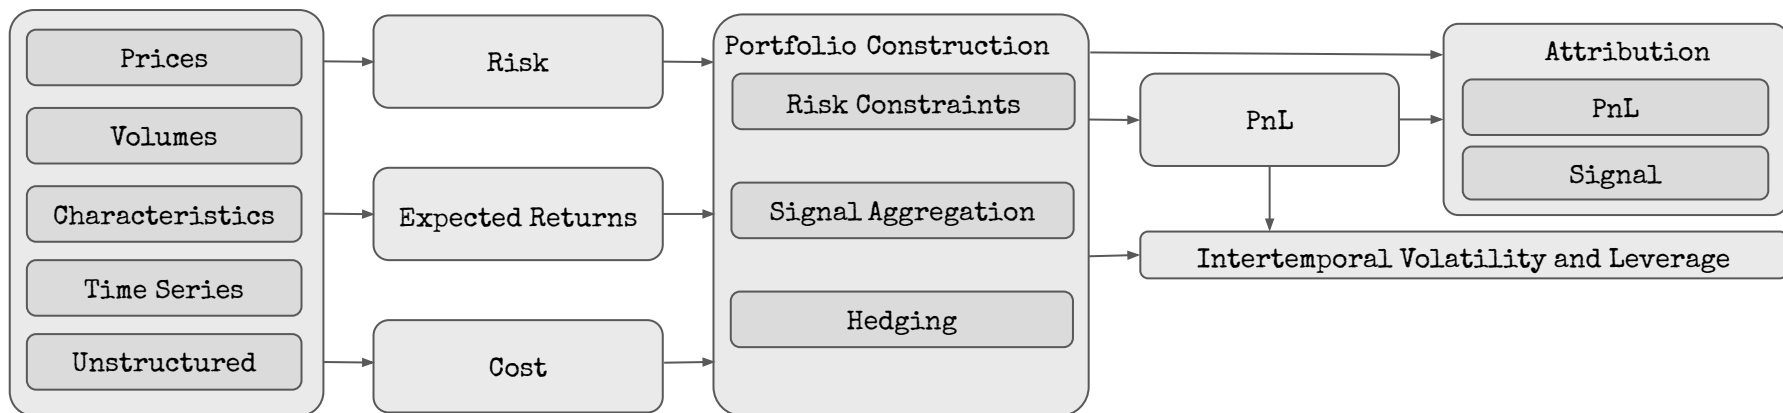 Prices
Volumes
Characteristics
Time Series
Unstructured
Risk
Expected Returns
Cost
Portfolio Construction
Risk Constraints
Signal Aggregation
Hedging
PnL
Attribution
PnL
Signal
Intertemporal Volatility and Leverage